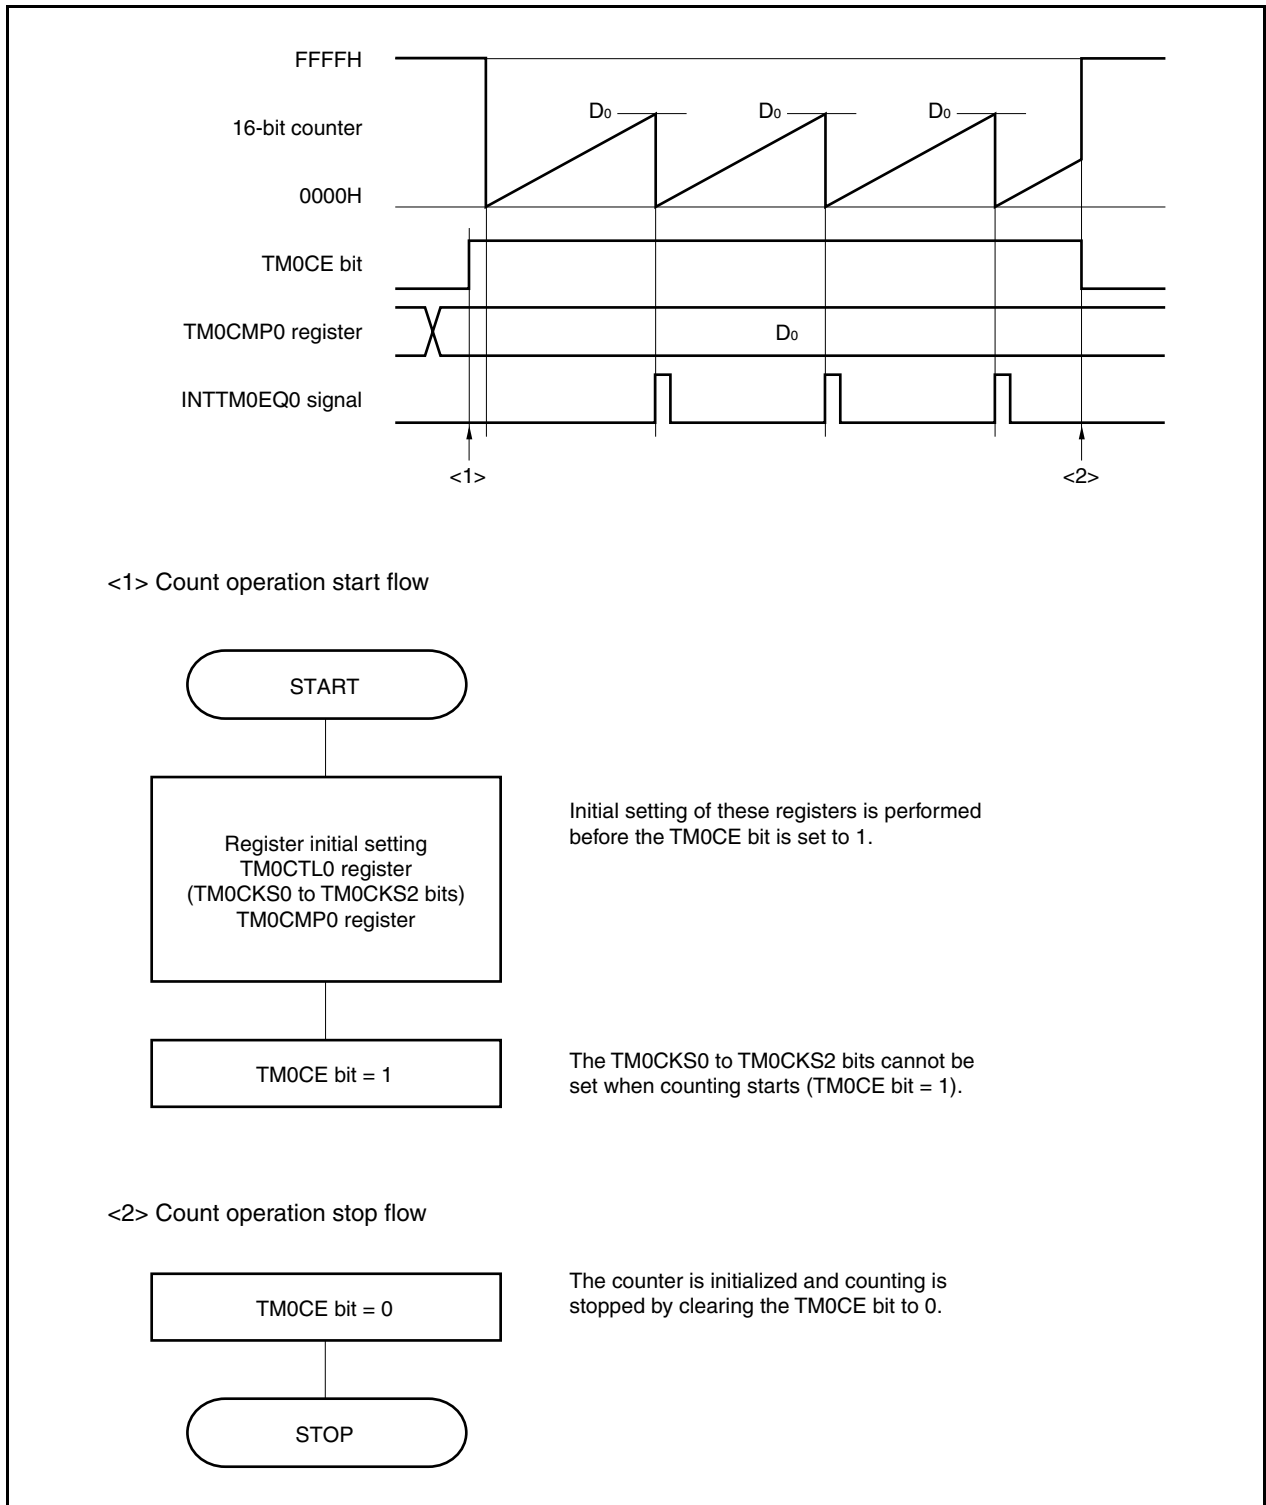 FFFFH
D0 D0 D0
16-bit counter
0000H
TM0CE bit
TM0CMP0 register
D0
INTTM0EQ0 signal
<1> <2>
<1> Count operation start flow
START
Register initial setting
TM0CTL0 register
(TM0CKS0 to TM0CKS2 bits)
TM0CMP0 register
Initial setting of these registers is performed
before the TM0CE bit is set to 1.
TM0CE bit = 1
The TM0CKS0 to TM0CKS2 bits cannot be
set when counting starts (TM0CE bit = 1).
<2> Count operation stop flow
TM0CE bit = 0
The counter is initialized and counting is
stopped by clearing the TM0CE bit to 0.
STOP